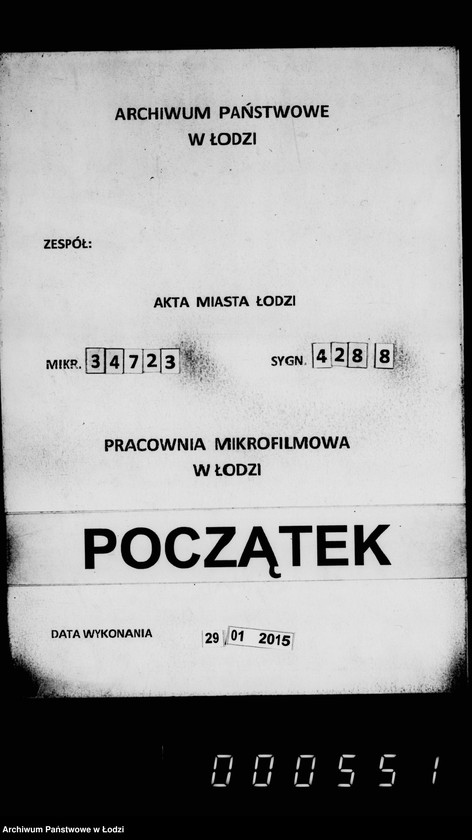 ARCHIWUM PAŃSTWOWE
W ŁODZI
ZESPÓŁ:
AKTA MIASTA ŁODZI
MIKR. 34723 SYGN. 4288 8
PRACOWNIA MIKROFILMOWA
W ŁODZI
POCZĄTEK
DATA WYKONANIA 29 01 2015
000551
Archiwum Państwowe w Łodzi